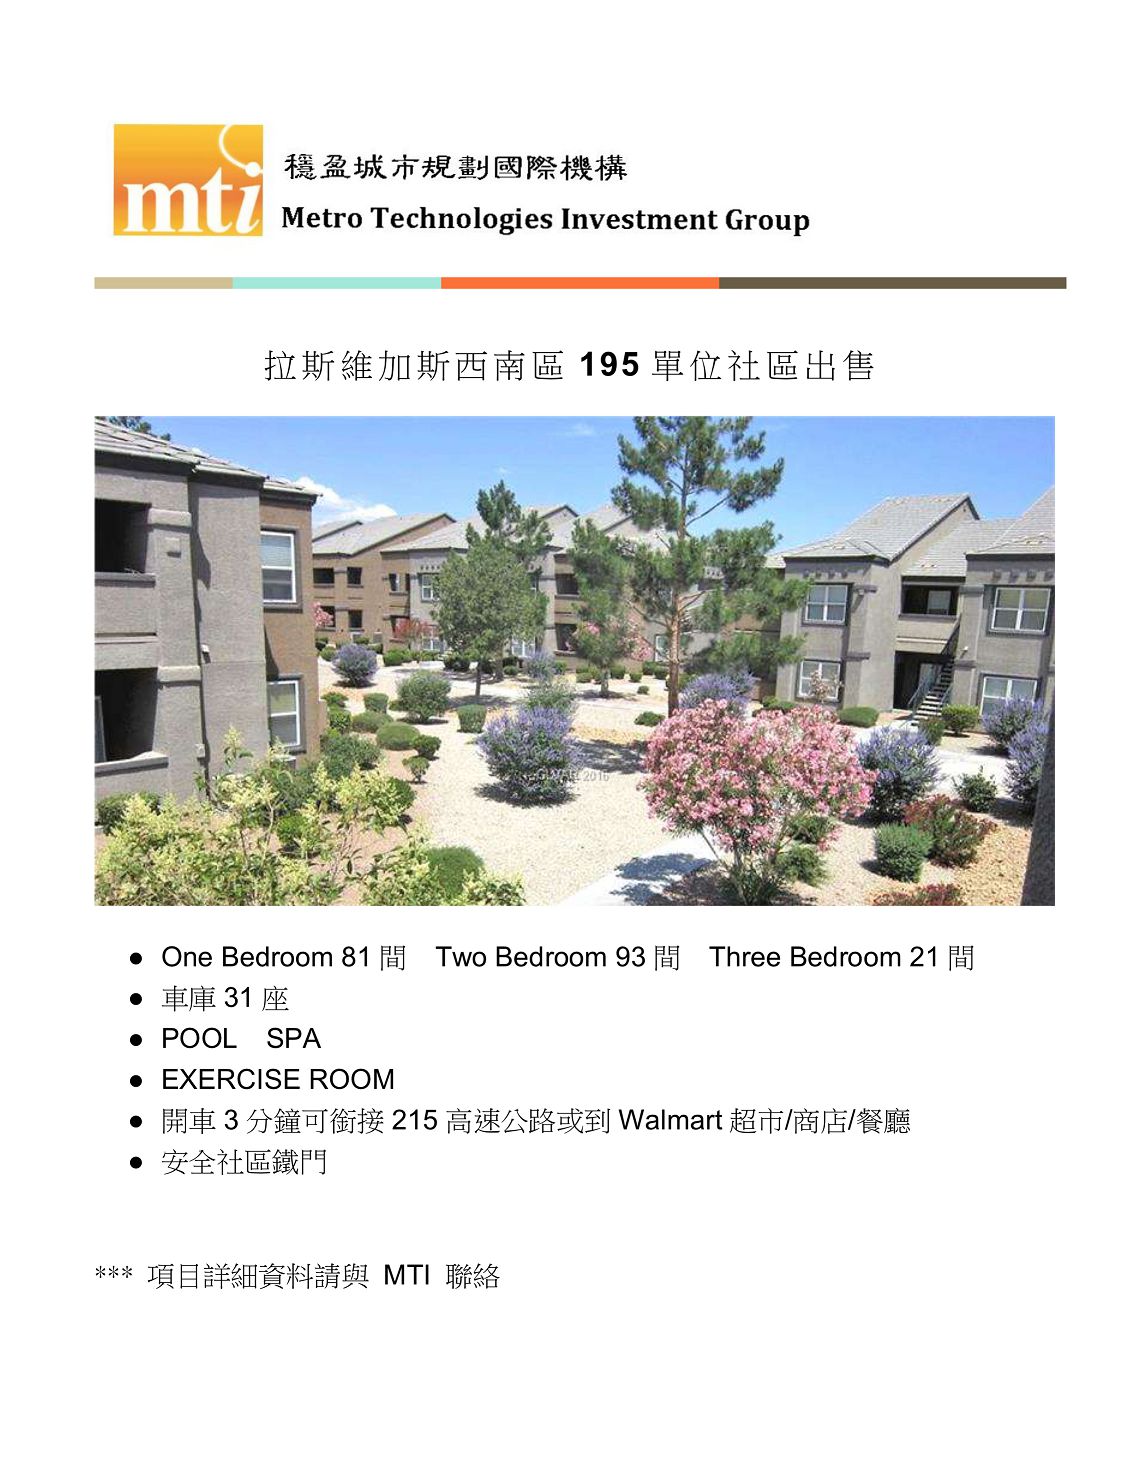 mti
穩盈城市規劃國際機構
Metro Technologies Investment Group
拉斯維加斯西南區 195 單位社區出售
● One Bedroom 81 間 Two Bedroom 93 間 Three Bedroom 21 間
● 車庫 31 座
● POOL SPA
● EXERCISE ROOM
● 開車 3 分鐘可銜接 215 高速公路或到 Walmart 超市/商店/餐廳
● 安全社區鐵門
*** 項目詳細資料請與 MTI 聯絡